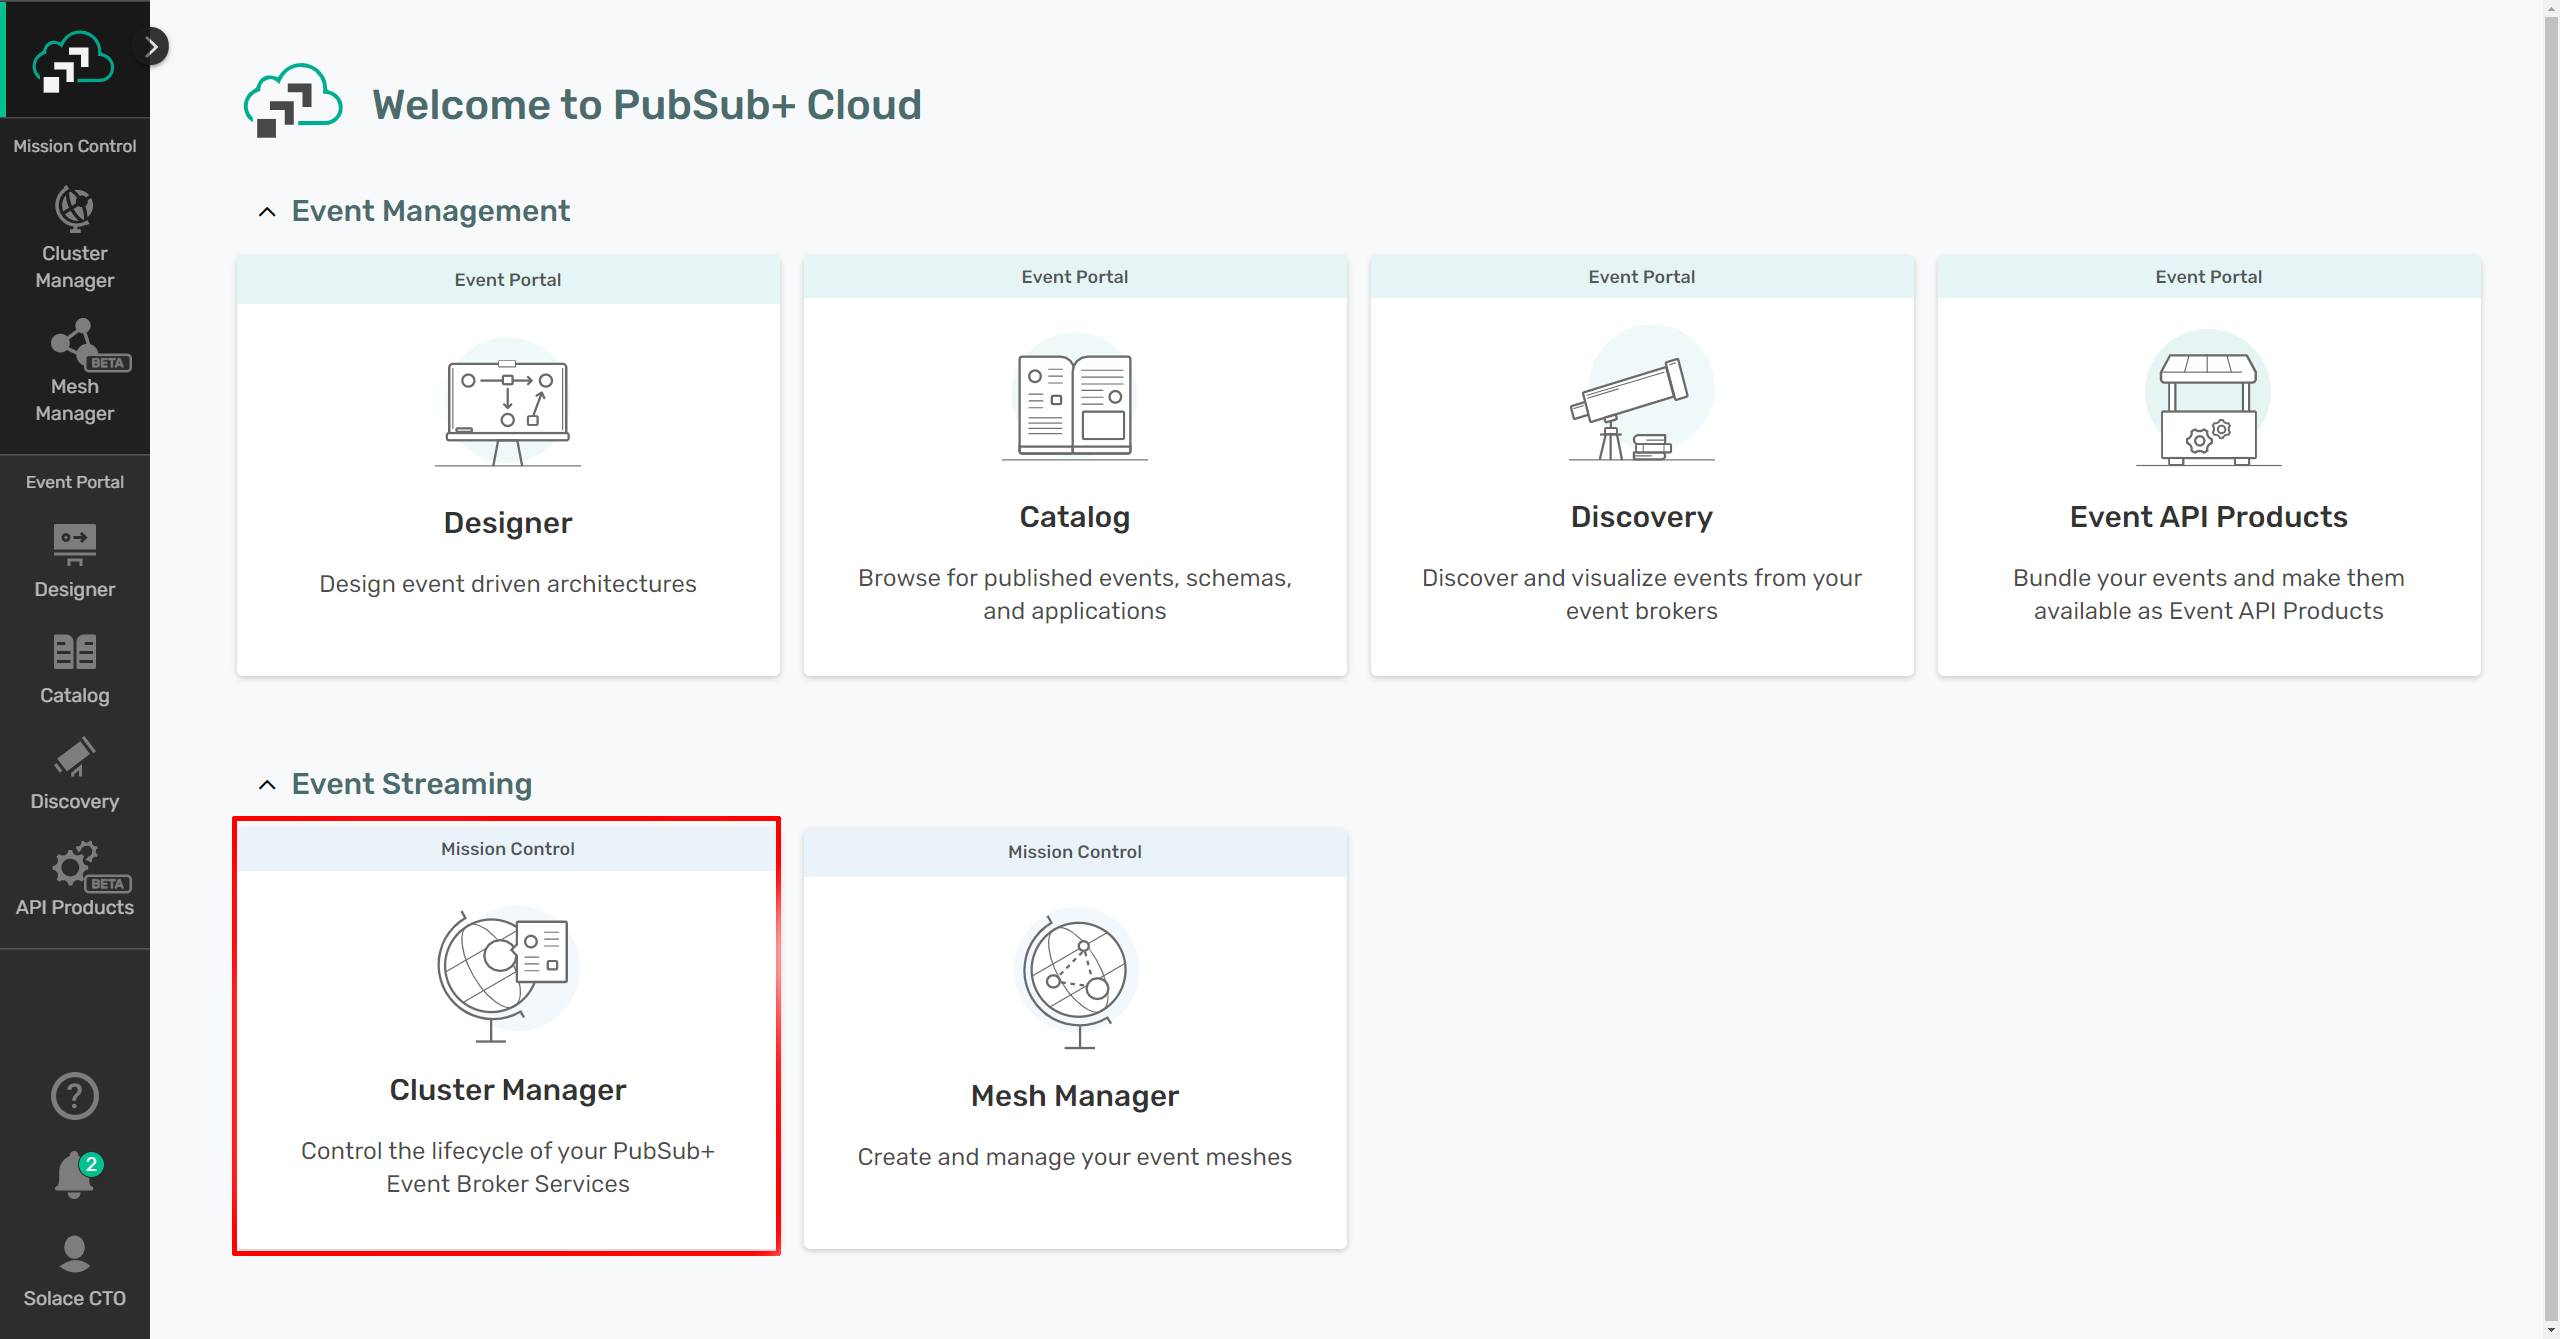 Mission Control
Cluster
Manager
BETA
Mesh
Manager
Event Portal
Designer
Catalog
Discovery
BETA
API Products
?
2
Solace CTO
Welcome to PubSub+ Cloud
Event Management
Event Portal
Designer
Design event driven architectures
Event Portal
Catalog
Browse for published events, schemas,
and applications
Event Portal
Discovery
Discover and visualize events from your
event brokers
Event Portal
Event API Products
Bundle your events and make them
available as Event API Products
Event Streaming
Mission Control
Cluster Manager
Control the lifecycle of your PubSub+
Event Broker Services
Mission Control
Mesh Manager
Create and manage your event meshes